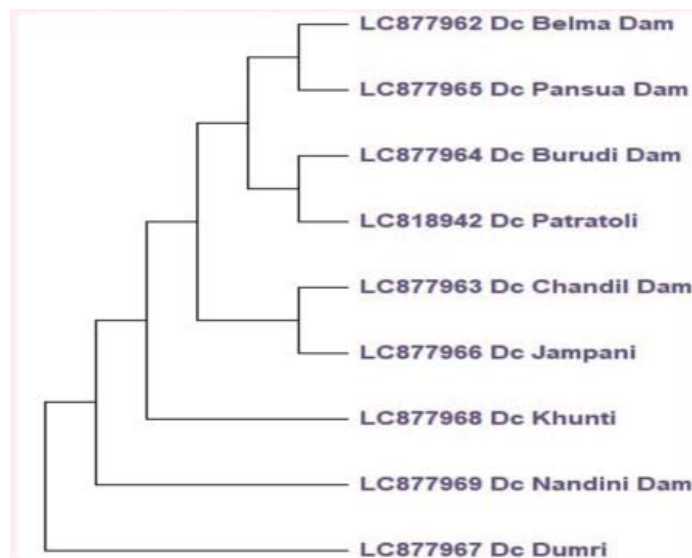 LC877962 Dc Belma Dam
LC877965 Dc Pansua Dam
LC877964 Dc Burudi Dam
LC818942 Dc Patratoli
LC877963 Dc Chandil Dam
LC877966 Dc Jampani
LC877968 Dc Khunti
LC877969 Dc Nandini Dam
LC877967 Dc Dumri